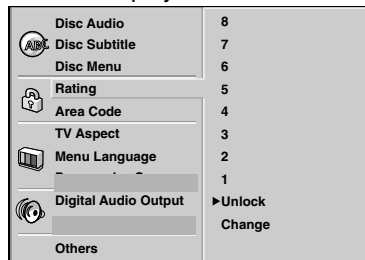 Disc Audio
Disc Subtitle
Disc Menu
Rating
Area Code
TV Aspect
Menu Language
Digital Audio Output
Others
8
7
6
5
4
3
2
1
►Unlock
Change
ABC